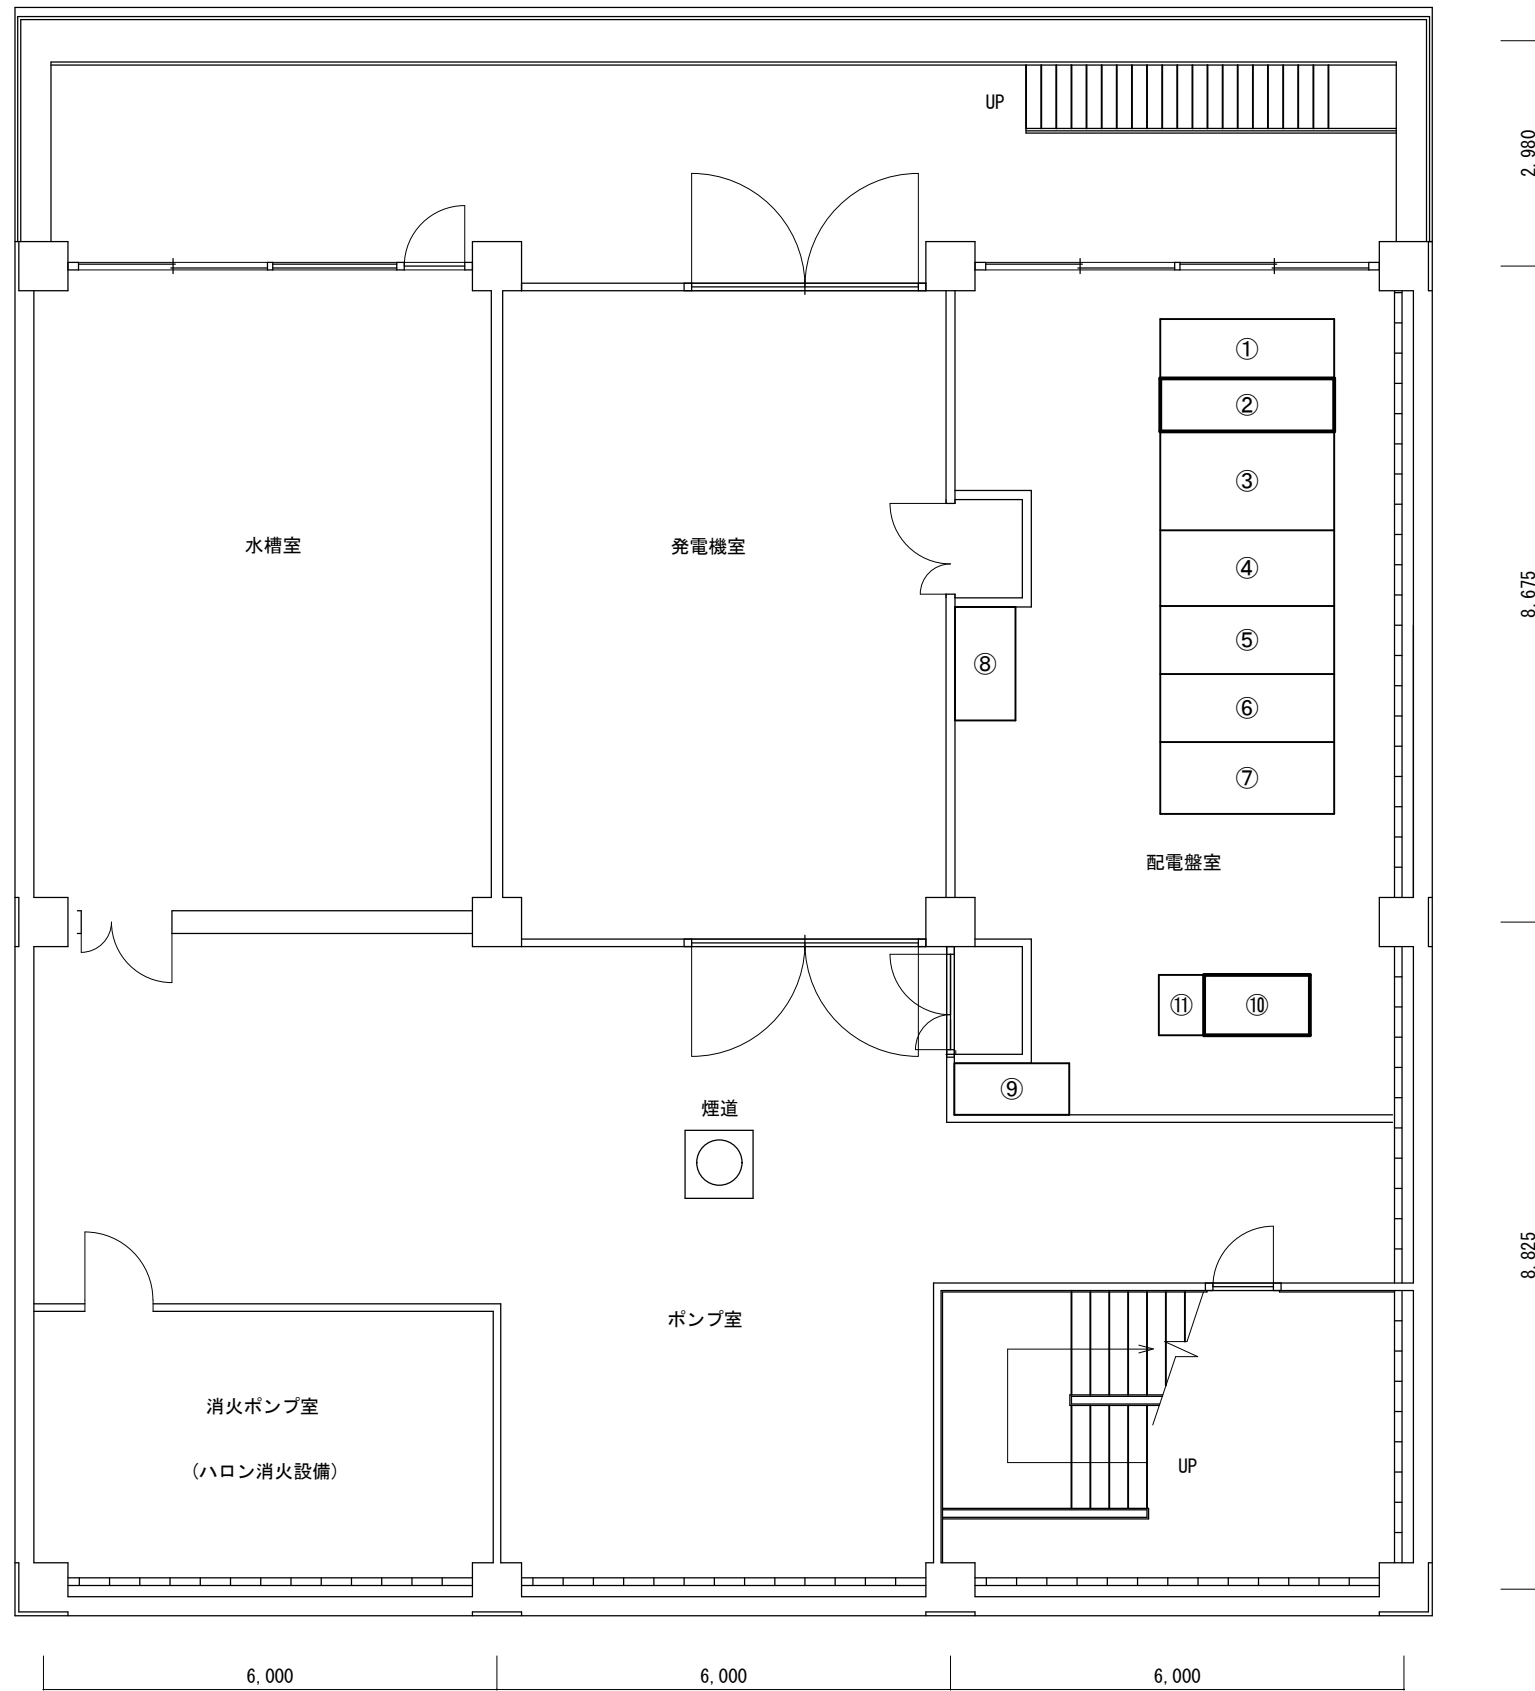 UP
2,980
①
②
③
水槽室
発電機室
④
8,675
⑤
⑧
⑥
⑦
配電盤室
⑪
⑩
⑨
煙道
8,825
ポンプ室
消火ポンプ室
(ハロン消火設備)
UP
6,000
6,000
6,000